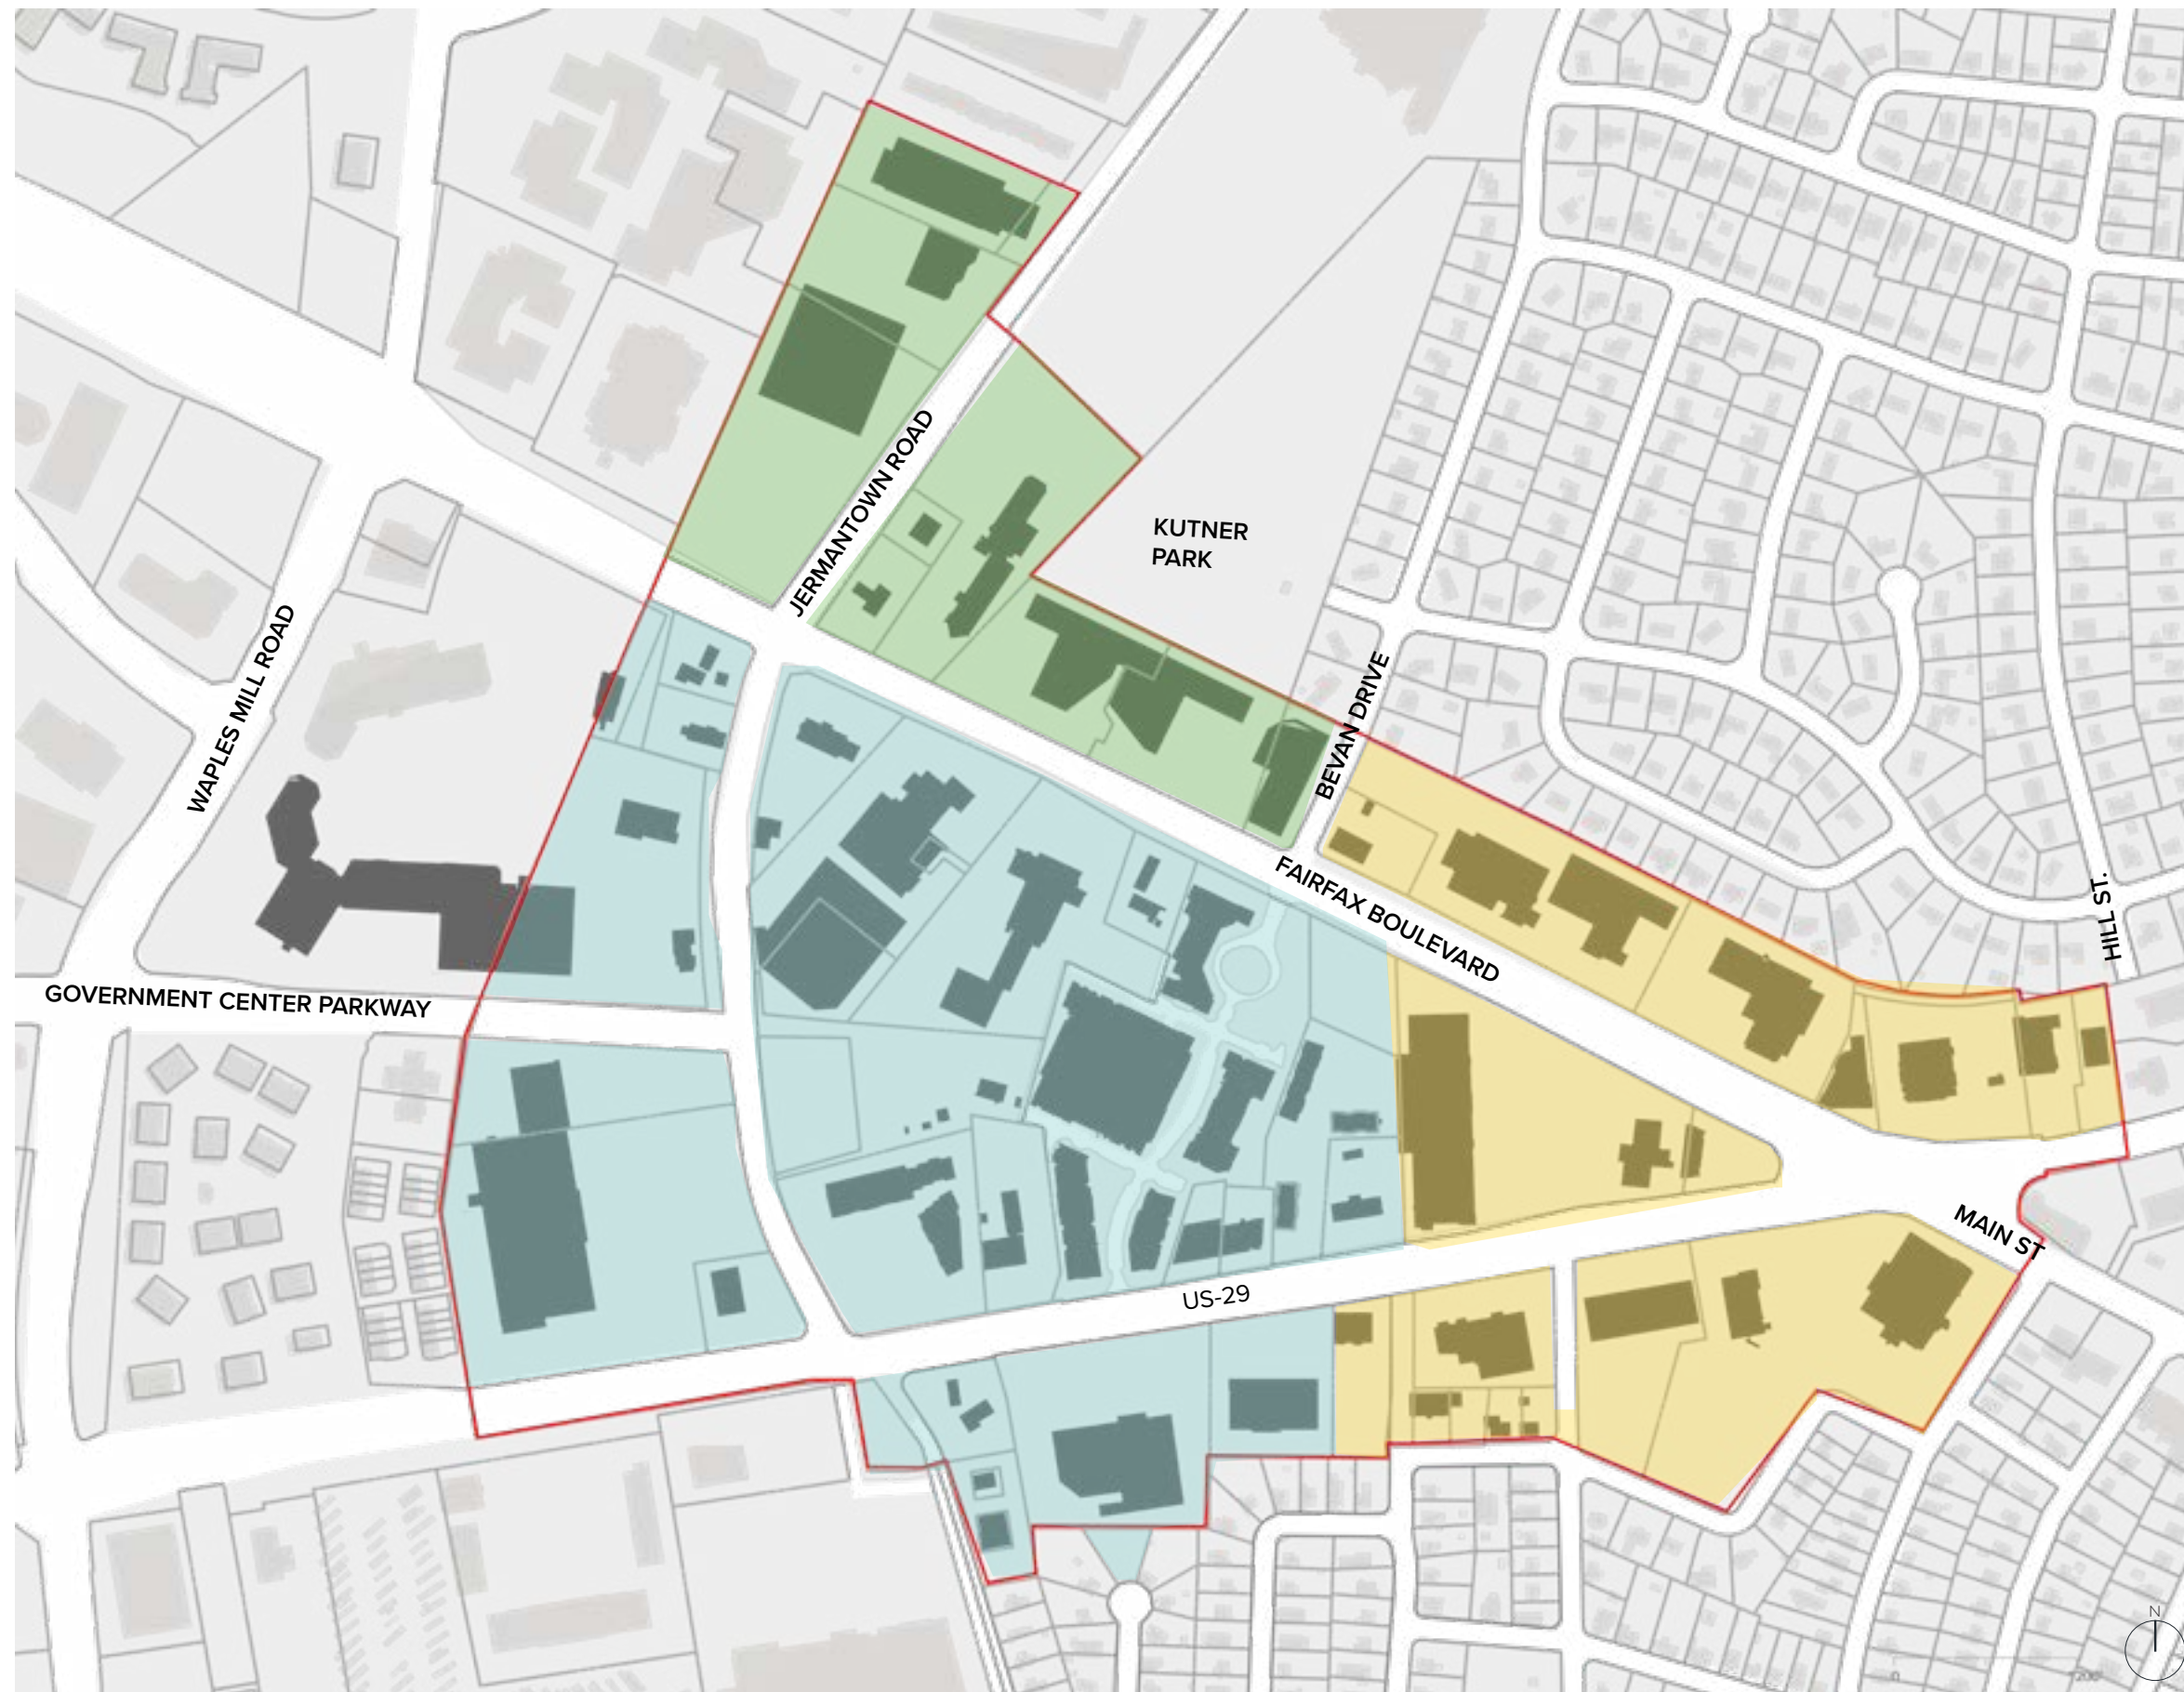 JERMANTOWN ROAD
KUTNER
PARK
WAPLES MILL ROAD
BEVAN DRIVE
FAIRFAX BOULEVARD
HILL ST.
GOVERNMENT CENTER PARKWAY
MAIN ST
US-29
N
0